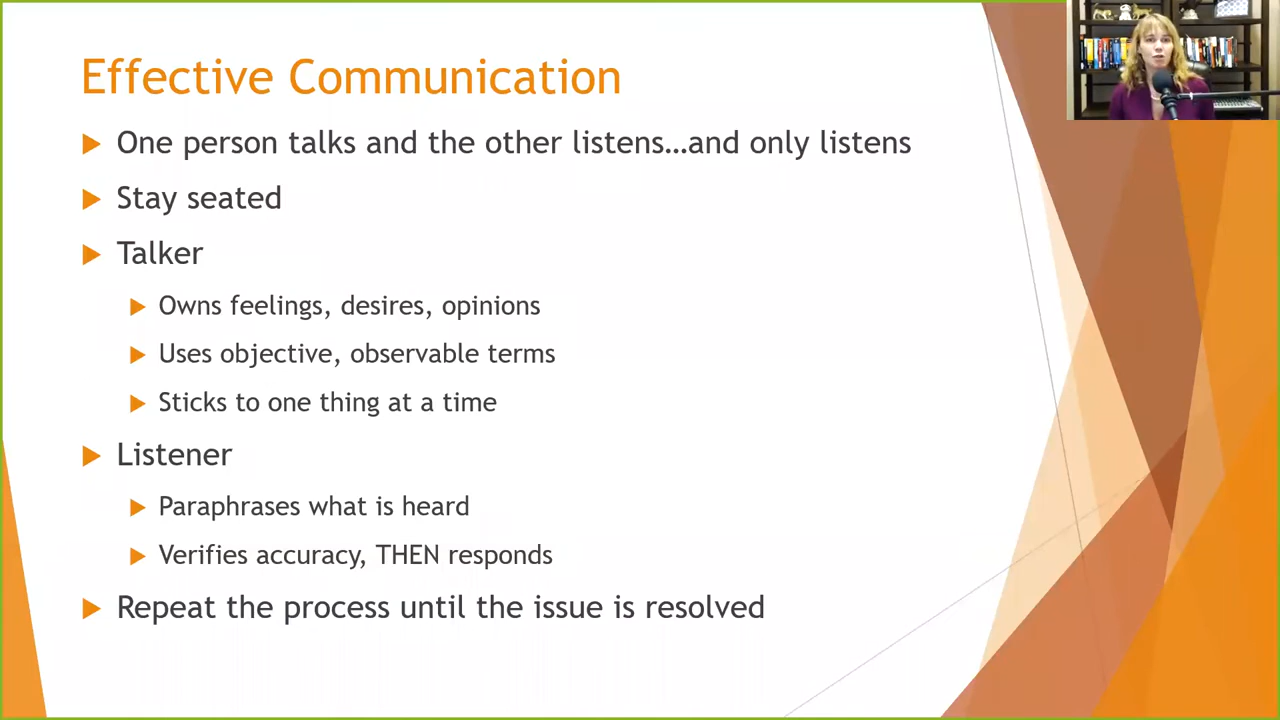 Effective Communication
One person talks and the other listens…and only listens
Stay seated
Talker
Owns feelings, desires, opinions
Uses objective, observable terms
Sticks to one thing at a time
Listener
Paraphrases what is heard
Verifies accuracy, THEN responds
Repeat the process until the issue is resolved